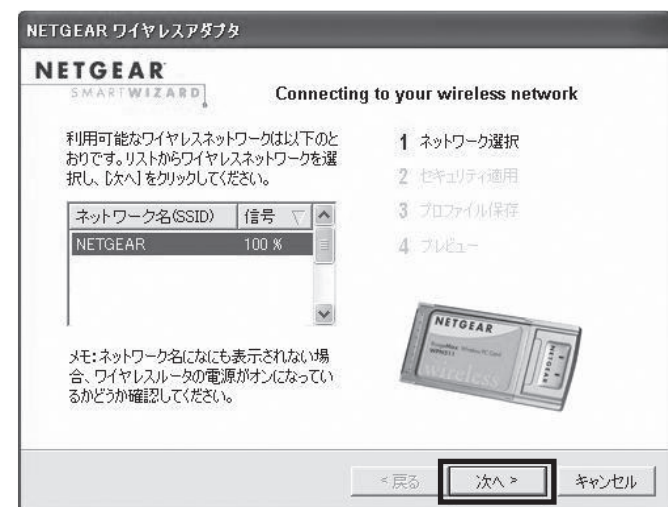 NETGEAR ワイヤレスアダプタ
NETGEAR
SMARTWIZARD
Connecting to your wireless network
利用可能なワイヤレスネットワークは以下のと
おりです。リストからワイヤレスネットワークを選
択し、[次へ] をクリックしてください。
ネットワーク名(SSID) 信号
NETGEAR 100 %
メモ:ネットワーク名になにも表示されない場
合、ワイヤレスルータの電源がオンになってい
るかどうか確認してください。
1 ネットワーク選択
2 セキュリティ適用
3 プロファイル保存
4 プレビュー
NETGEAR
Wireless PC Card
WPN511
wireless
NETGEAR
< 戻る 次へ > キャンセル